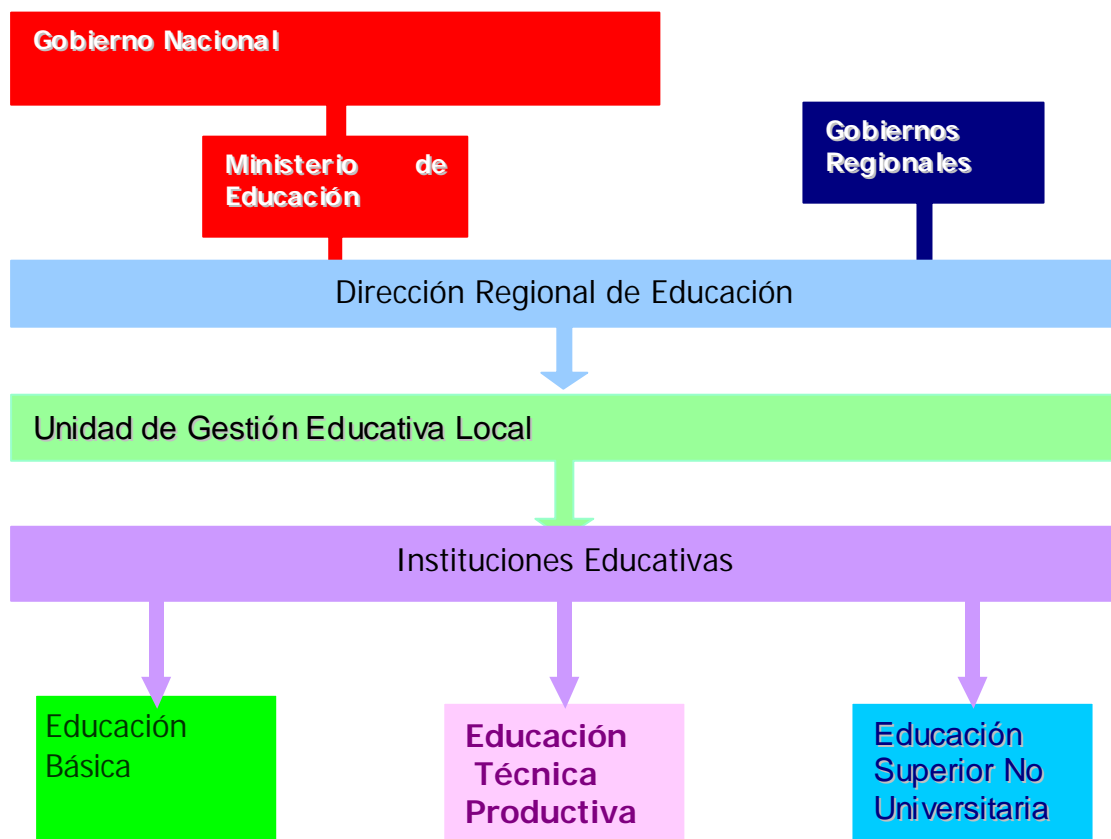 Gobierno Nacional
Gobiernos
Regionales
Ministerio de
Educación
Dirección Regional de Educación
Unidad de Gestión Educativa Local
Instituciones Educativas
Educación
Básica
Educación
Técnica
Productiva
Educación
Superior No
Universitaria